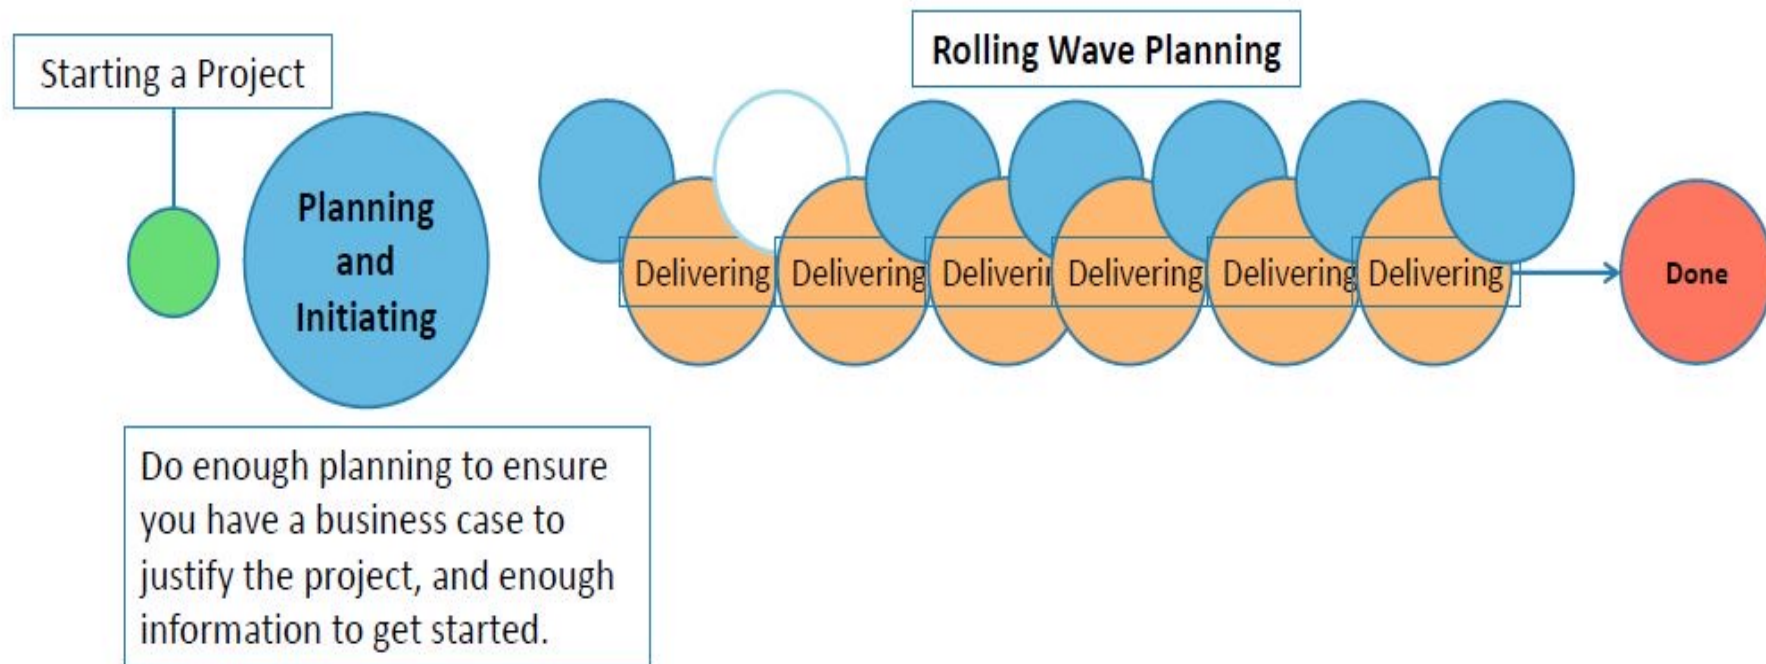 Starting a Project
Rolling Wave Planning
Planning
and
Initiating
Delivering Delivering Deliveri Delivering Delivering Delivering
Done
Do enough planning to ensure
you have a business case to
justify the project, and enough
information to get started.